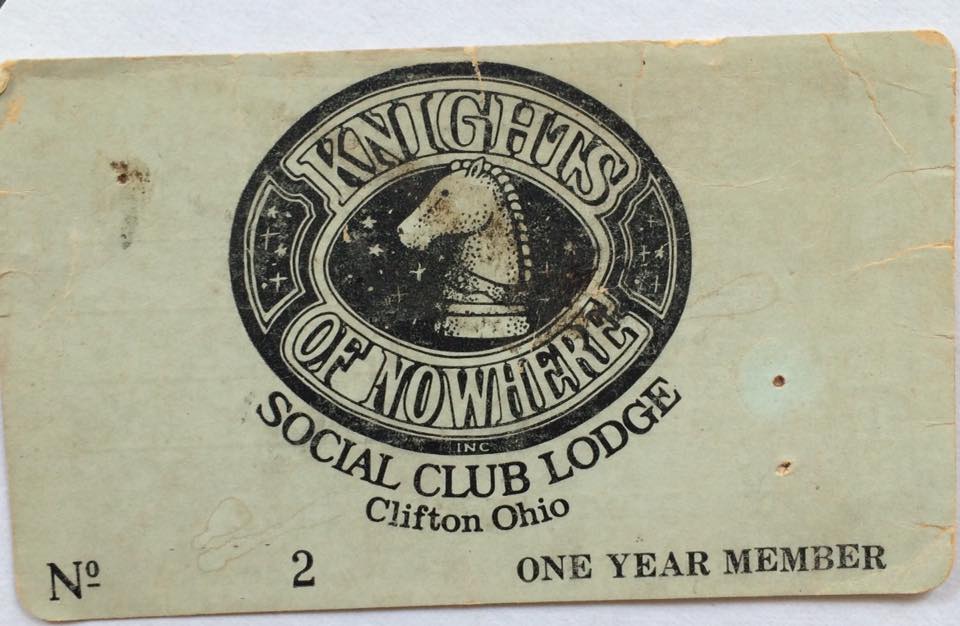 KNIGHTS
OF NOWHERE
INC
SOCIAL CLUB LODGE
Clifton Ohio
Nº 2 ONE YEAR MEMBER